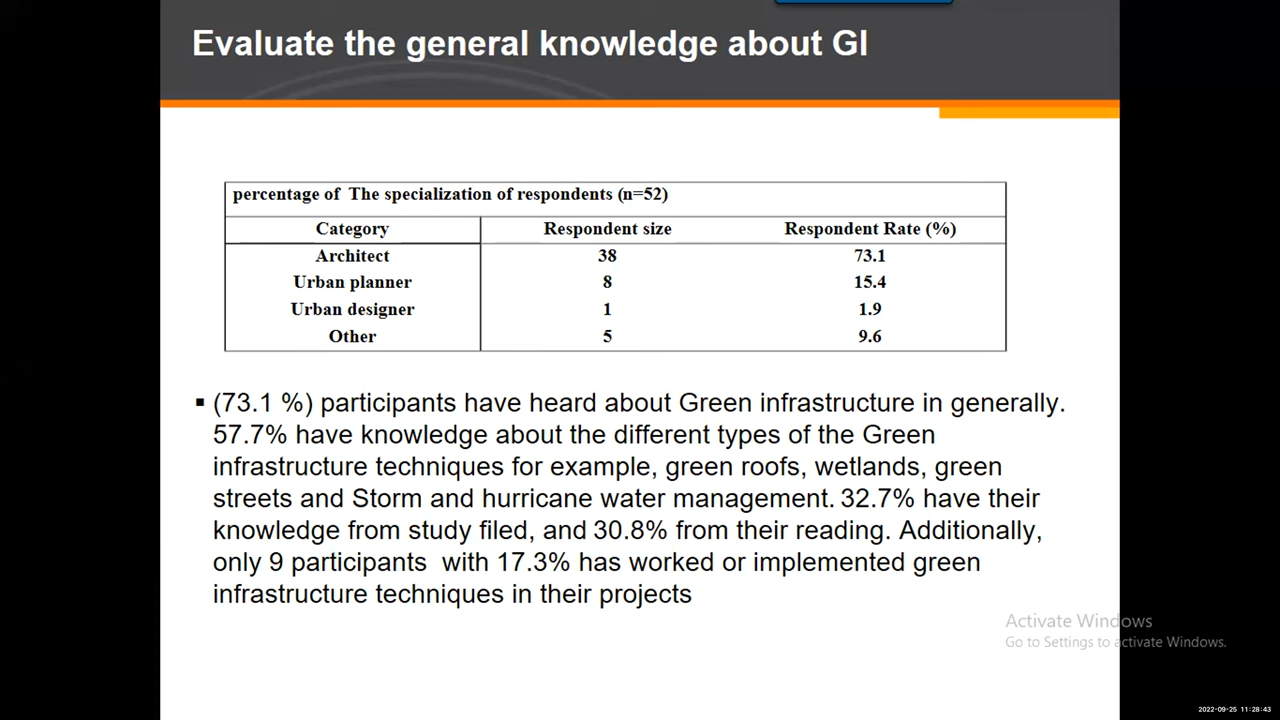 Evaluate the general knowledge about GI
percentage of The specialization of respondents (n=52)
Category Respondent size Respondent Rate (%)
Architect 38 73.1
Urban planner 8 15.4
Urban designer 1 1.9
Other 5 9.6
▪ (73.1 %) participants have heard about Green infrastructure in generally.
57.7% have knowledge about the different types of the Green
infrastructure techniques for example, green roofs, wetlands, green
streets and Storm and hurricane water management. 32.7% have their
knowledge from study filed, and 30.8% from their reading. Additionally,
only 9 participants with 17.3% has worked or implemented green
infrastructure techniques in their projects
Activate Windows
Go to Settings to activate Windows.
2022-09-25 11:28:43